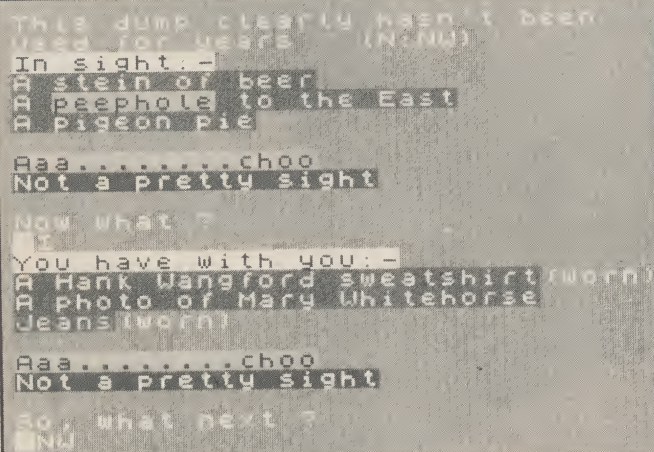 This dump clearly hasn't been
used for years (N:NW)
In sight:-
A stein of beer
A peephole to the East
A pigeon pie
Aaa........choo
Not a pretty sight
Now what ?
I
You have with you:-
A Hank Wangford sweatshirt(worn)
A photo of Mary Whitehorse
Jeans(worn)
Aaa........choo
Not a pretty sight
So, what next ?
NW